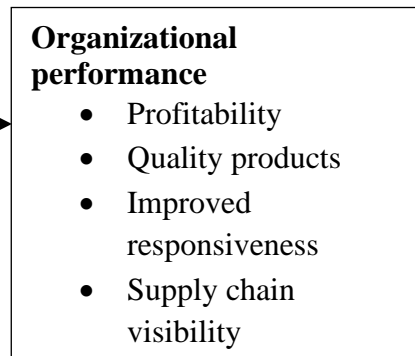 Organizational
performance
• Profitability
• Quality products
• Improved
responsiveness
• Supply chain
visibility